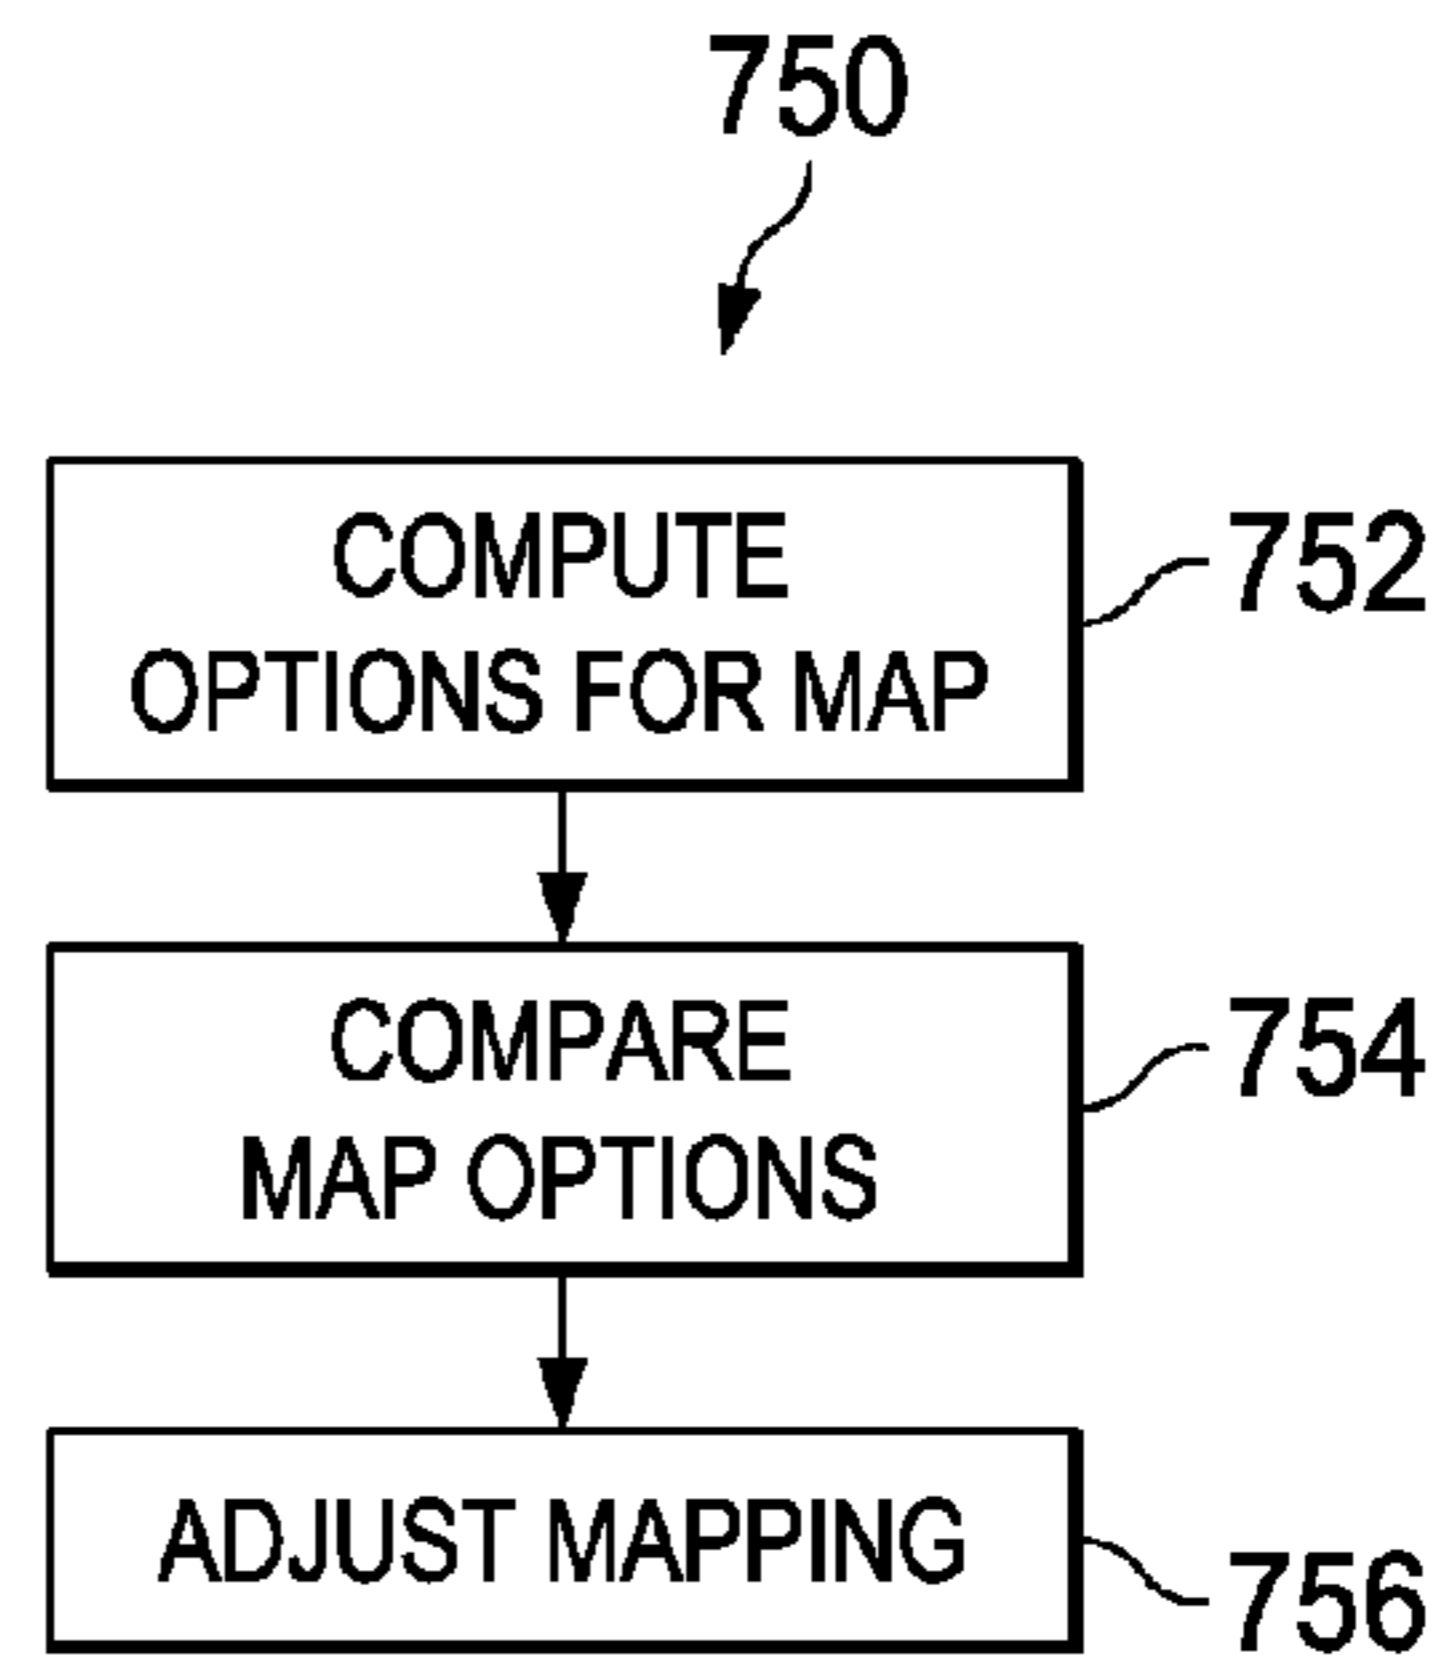 750
COMPUTE
OPTIONS FOR MAP
752
COMPARE
MAP OPTIONS
754
ADJUST MAPPING
756